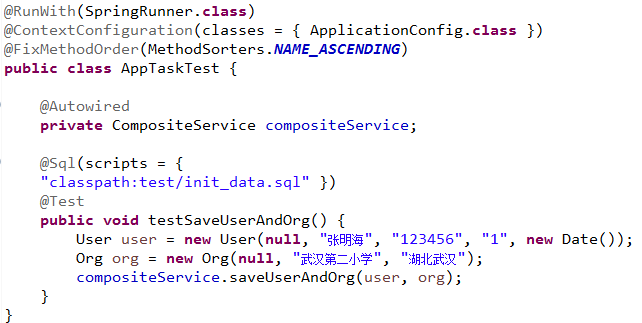 @RunWith(SpringRunner.class)
@ContextConfiguration(classes = { ApplicationConfig.class })
@FixMethodOrder(MethodSorters.NAME_ASCENDING)
public class AppTaskTest {
@Autowired
private CompositeService compositeService;
@Sql(scripts = {
"classpath:test/init_data.sql" })
@Test
public void testSaveUserAndOrg() {
User user = new User(null, "张明海", "123456", "1", new Date());
Org org = new Org(null, "武汉第二小学", "湖北武汉");
compositeService.saveUserAndOrg(user, org);
}
}